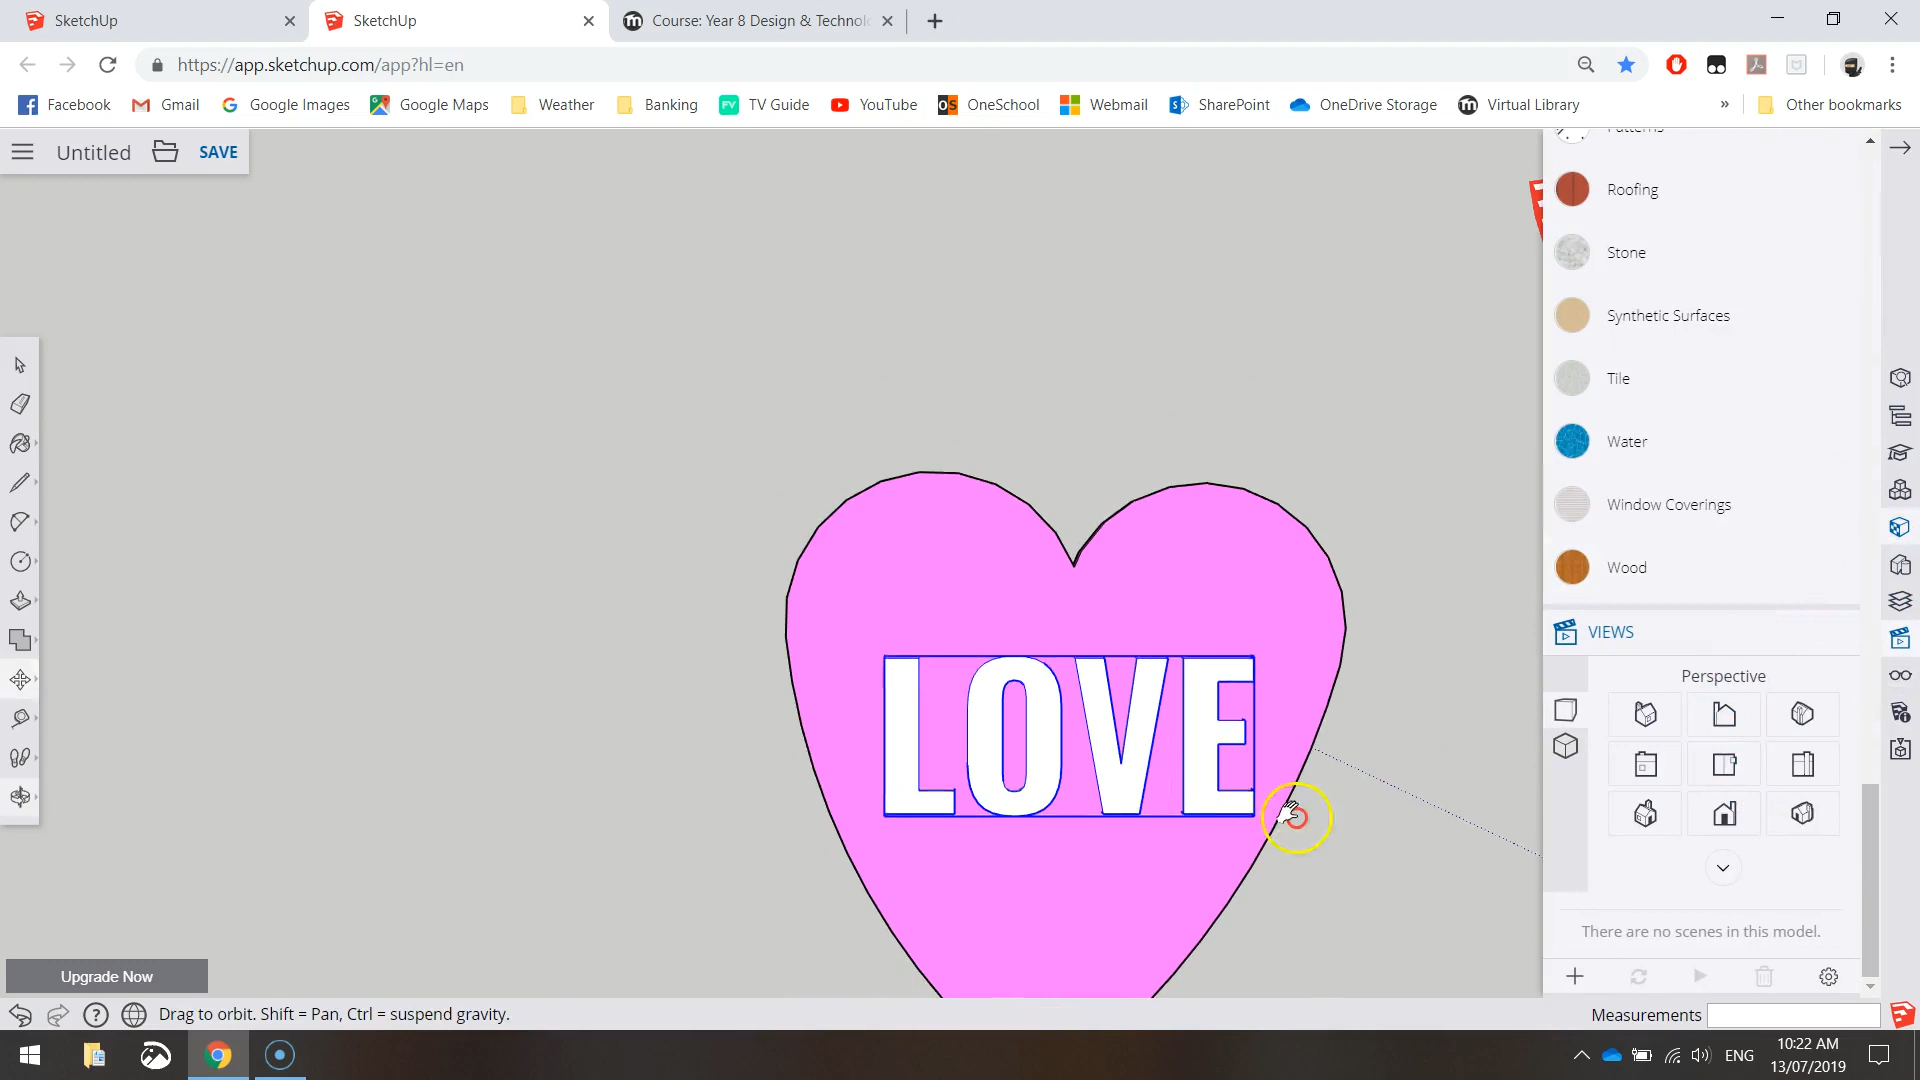 SketchUp
SketchUp
Course: Year 8 Design & Technol
https://app.sketchup.com/app?hl=en
Facebook
Gmail
Google Images
Google Maps
Weather
Banking
TV Guide
YouTube
OneSchool
Webmail
SharePoint
OneDrive Storage
Virtual Library
»
Other bookmarks
Untitled
SAVE
Patterns
Roofing
Stone
Synthetic Surfaces
Tile
Water
Window Coverings
Wood
VIEWS
Perspective
There are no scenes in this model.
LOVE
Upgrade Now
Drag to orbit. Shift = Pan, Ctrl = suspend gravity.
Measurements
ENG
10:22 AM
13/07/2019